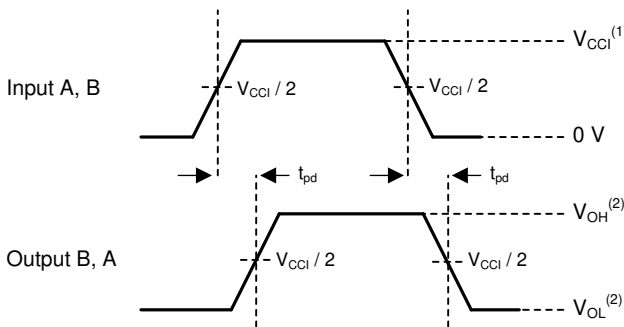 V_CCI^(1
Input A, B
V_CCI / 2
V_CCI / 2
0 V
t_pd
t_pd
V_OH^(2)
Output B, A
V_CCI / 2
V_CCI / 2
V_OL^(2)